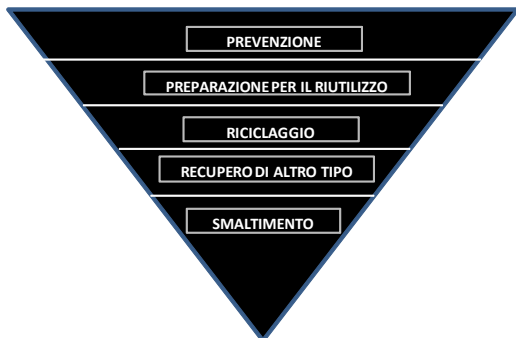 PREVENZIONE
PREPARAZIONE PER IL RIUTILIZZO
RICICLAGGIO
RECUPERO DI ALTRO TIPO
SMALTIMENTO